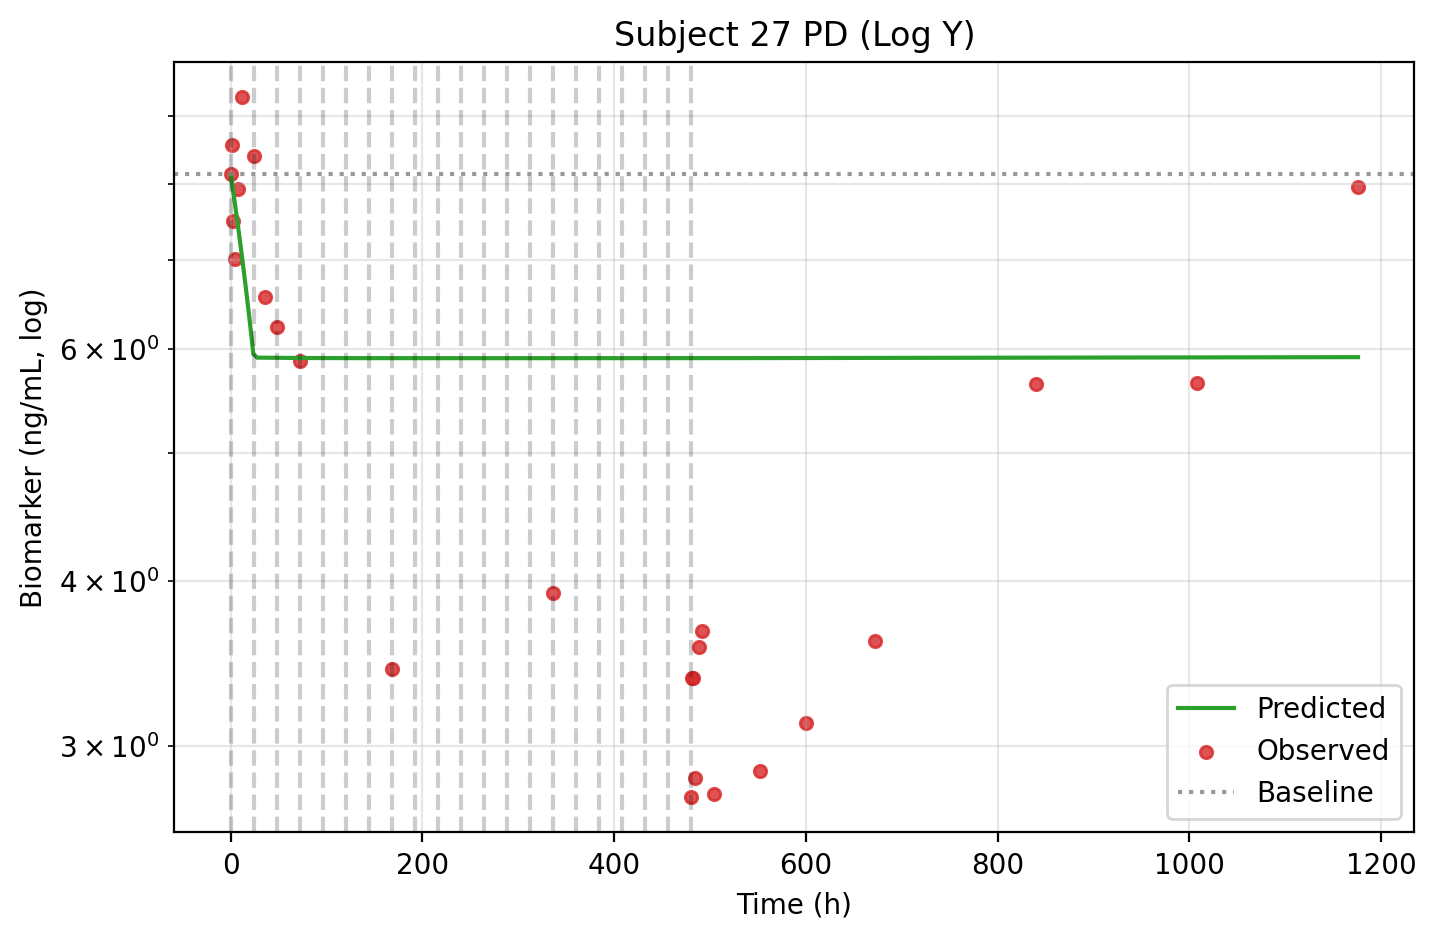 Subject 27 PD (Log Y)
Biomarker (ng/mL, log)
6 × 10⁰
4 × 10⁰
3 × 10⁰
Predicted
Observed
Baseline
0 200 400 600 800 1000 1200
Time (h)